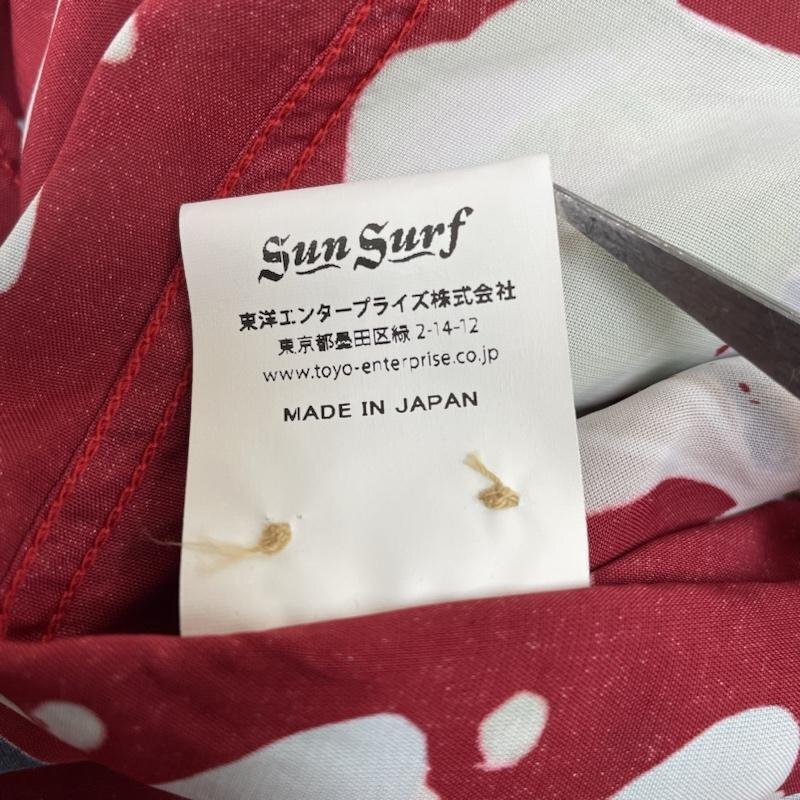 Sun Surf
東洋エンタープライズ株式会社
東京都墨田区緑 2-14-12
www.toyo-enterprise.co.jp
MADE IN JAPAN